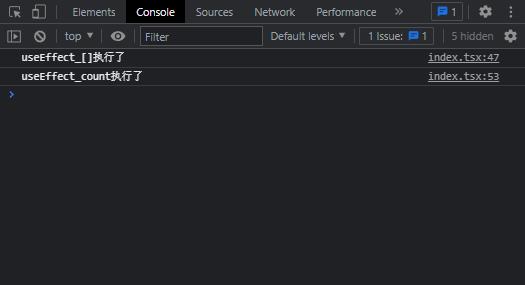 Elements Console Sources Network Performance » 1
top ▼ Filter Default levels ▼ 1 Issue: 1 5 hidden
useEffect_[]执行了 index.tsx:47
useEffect_count执行了 index.tsx:53
>